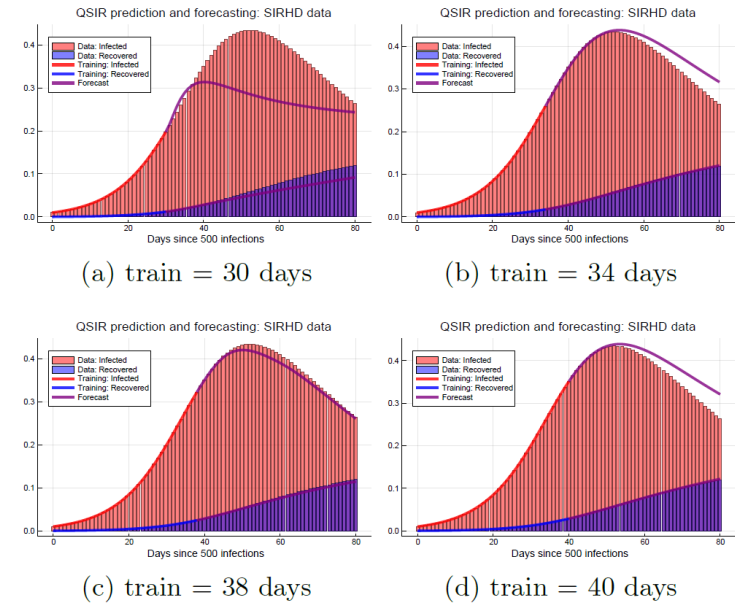 QSIR prediction and forecasting: SIRHD data
0.4
0.3
0.2
0.1
0.0
Data: Infected
Data: Recovered
Training: Infected
Training: Recovered
Forecast
0 20 40 60 80
Days since 500 infections
(a) train = 30 days
QSIR prediction and forecasting: SIRHD data
0.4
0.3
0.2
0.1
0.0
Data: Infected
Data: Recovered
Training: Infected
Training: Recovered
Forecast
0 20 40 60 80
Days since 500 infections
(b) train = 34 days
QSIR prediction and forecasting: SIRHD data
0.4
0.3
0.2
0.1
0.0
Data: Infected
Data: Recovered
Training: Infected
Training: Recovered
Forecast
0 20 40 60 80
Days since 500 infections
(c) train = 38 days
QSIR prediction and forecasting: SIRHD data
0.4
0.3
0.2
0.1
0.0
Data: Infected
Data: Recovered
Training: Infected
Training: Recovered
Forecast
0 20 40 60 80
Days since 500 infections
(d) train = 40 days